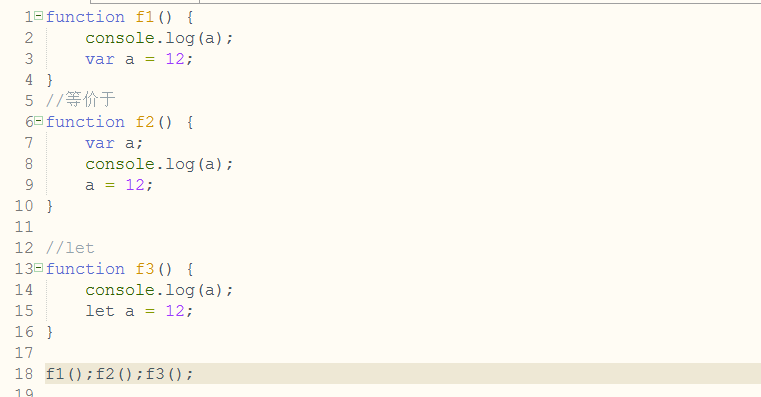 1 function f1() {
2     console.log(a);
3     var a = 12;
4 }
5 //等价于
6 function f2() {
7     var a;
8     console.log(a);
9     a = 12;
10 }
11
12 //let
13 function f3() {
14     console.log(a);
15     let a = 12;
16 }
17
18 f1();f2();f3();
19